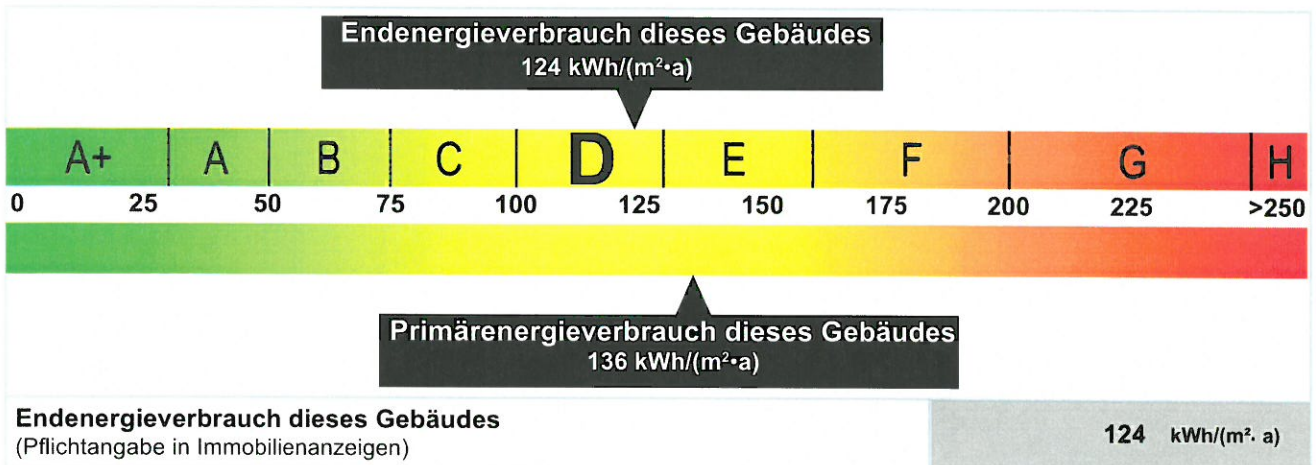 Endenergieverbrauch dieses Gebäudes
124 kWh/(m²·a)
A+ A B C D E F G H
0 25 50 75 100 125 150 175 200 225 >250
Primärenergieverbrauch dieses Gebäudes
136 kWh/(m²·a)
Endenergieverbrauch dieses Gebäudes
(Pflichtangabe in Immobilienanzeigen)
124 kWh/(m²· a)